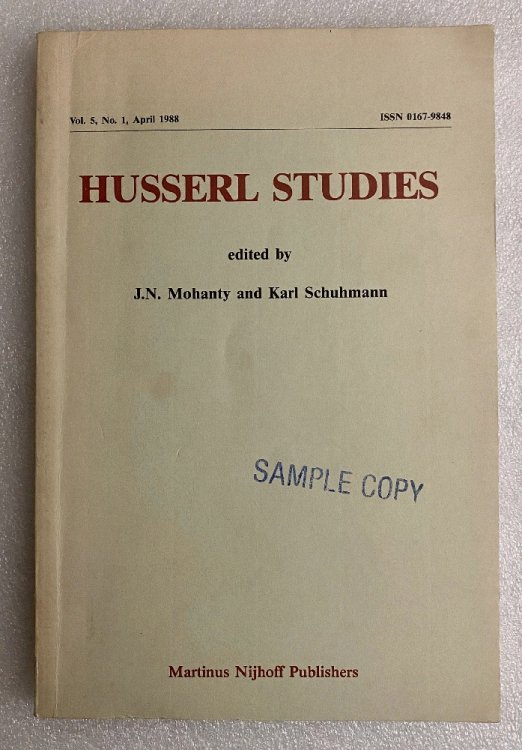 Vol. 5, No. 1, April 1988 ISSN 0167-9848
HUSSERL STUDIES
edited by
J.N. Mohanty and Karl Schuhmann
SAMPLE COPY
Martinus Nijhoff Publishers